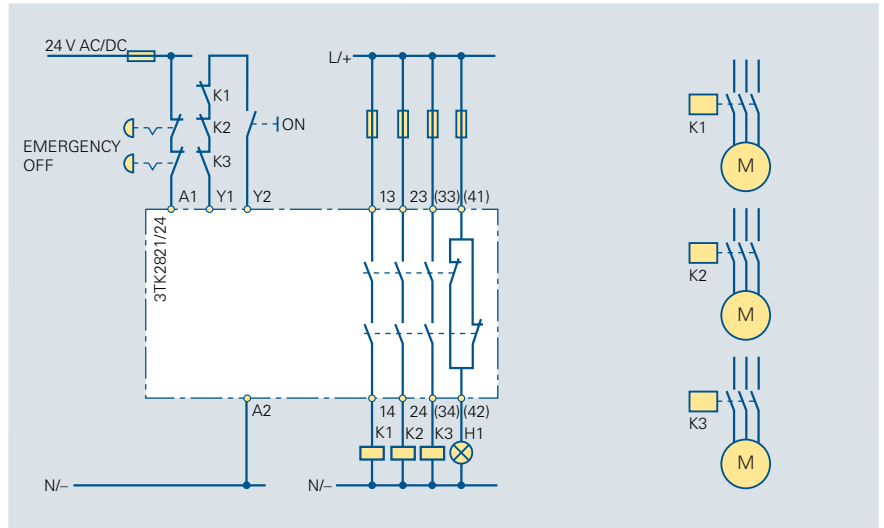 24 V AC/DC
L/+
K1
K2
K3
ON
EMERGENCY
OFF
A1 Y1 Y2 13 23 (33) (41)
3TK2821/24
A2 14 24 (34) (42)
K1 K2 K3 H1
N/– N/–
K1
M
K2
M
K3
M